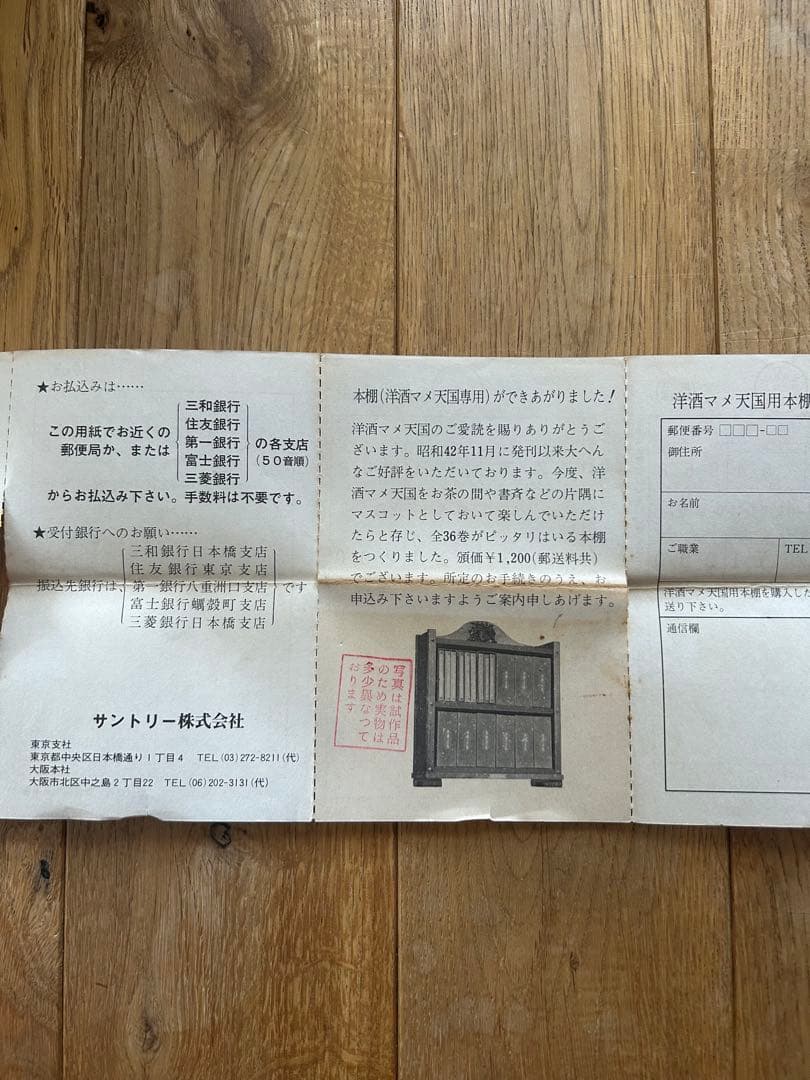 ★お払込みは……
この用紙でお近くの
郵便局か、または
三和銀行
住友銀行
第一銀行
富士銀行
三菱銀行
の各支店
(50音順)
からお払込み下さい。手数料は不要です。
★受付銀行へのお願い……
振込先銀行は、
三和銀行日本橋支店
住友銀行東京支店
第一銀行八重洲口支店
富士銀行蠣殻町支店
三菱銀行日本橋支店
です
サントリー株式会社
東京支社
東京都中央区日本橋通り1丁目4 TEL(03)272-8211(代)
大阪本社
大阪市北区中之島2丁目22 TEL(06)202-3131(代)
本棚(洋酒マメ天国専用)ができあがりました!
洋酒マメ天国のご愛読を賜りありがとうご
ざいます。昭和42年11月に発刊以来大へん
なご好評をいただいております。今度、洋
酒マメ天国をお茶の間や書斉などの片隅に
マスコットとしておいて楽しんでいただけ
たらと存じ、全36巻がピッタリはいる本棚
をつくりました。頒価¥1,200(郵送料共)
でございます。所定のお手続きのうえ、お
申込み下さいますようご案内申しあげます。
写真は試作品
のため実物は
多少異なって
おります
洋酒マメ天国用本棚
郵便番号 □□□-□□
御住所
お名前
ご職業
TEL
洋酒マメ天国用本棚を購入した
送り下さい。
通信欄